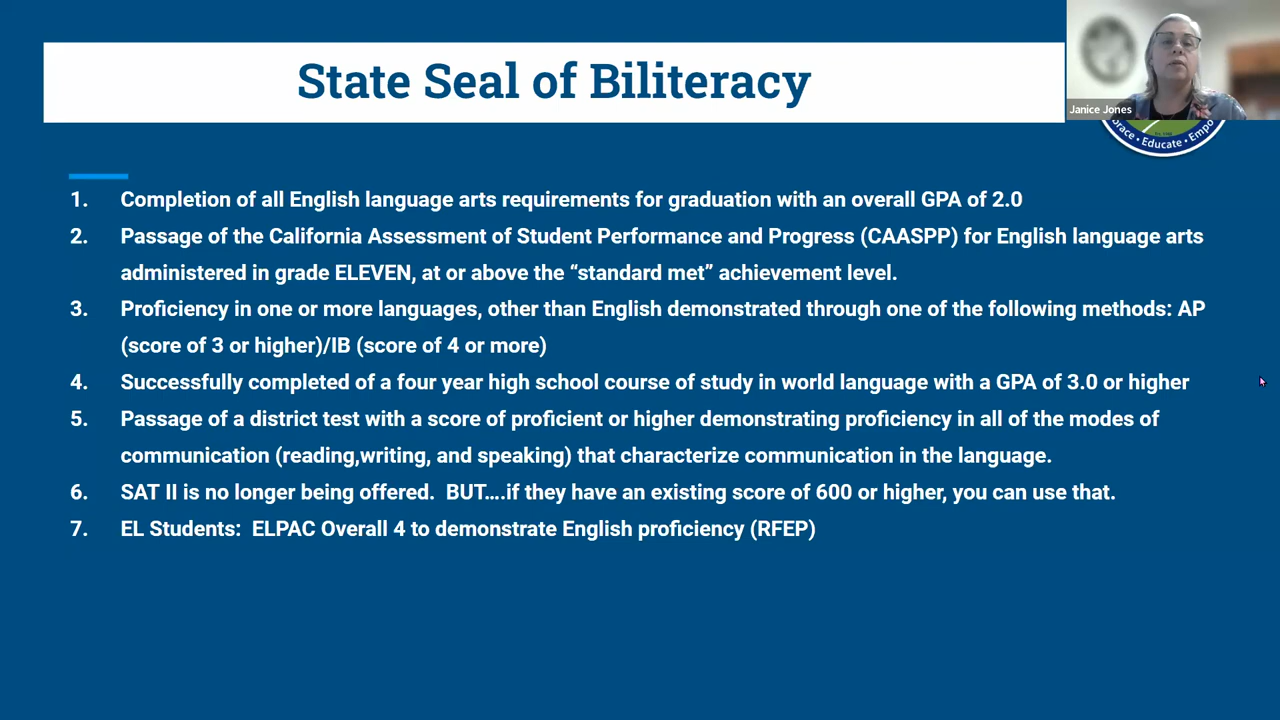 State Seal of Biliteracy
Janice Jones
• Educate •
1. Completion of all English language arts requirements for graduation with an overall GPA of 2.0
2. Passage of the California Assessment of Student Performance and Progress (CAASPP) for English language arts
administered in grade ELEVEN, at or above the “standard met” achievement level.
3. Proficiency in one or more languages, other than English demonstrated through one of the following methods: AP
(score of 3 or higher)/IB (score of 4 or more)
4. Successfully completed of a four year high school course of study in world language with a GPA of 3.0 or higher
5. Passage of a district test with a score of proficient or higher demonstrating proficiency in all of the modes of
communication (reading,writing, and speaking) that characterize communication in the language.
6. SAT II is no longer being offered.  BUT….if they have an existing score of 600 or higher, you can use that.
7. EL Students:  ELPAC Overall 4 to demonstrate English proficiency (RFEP)